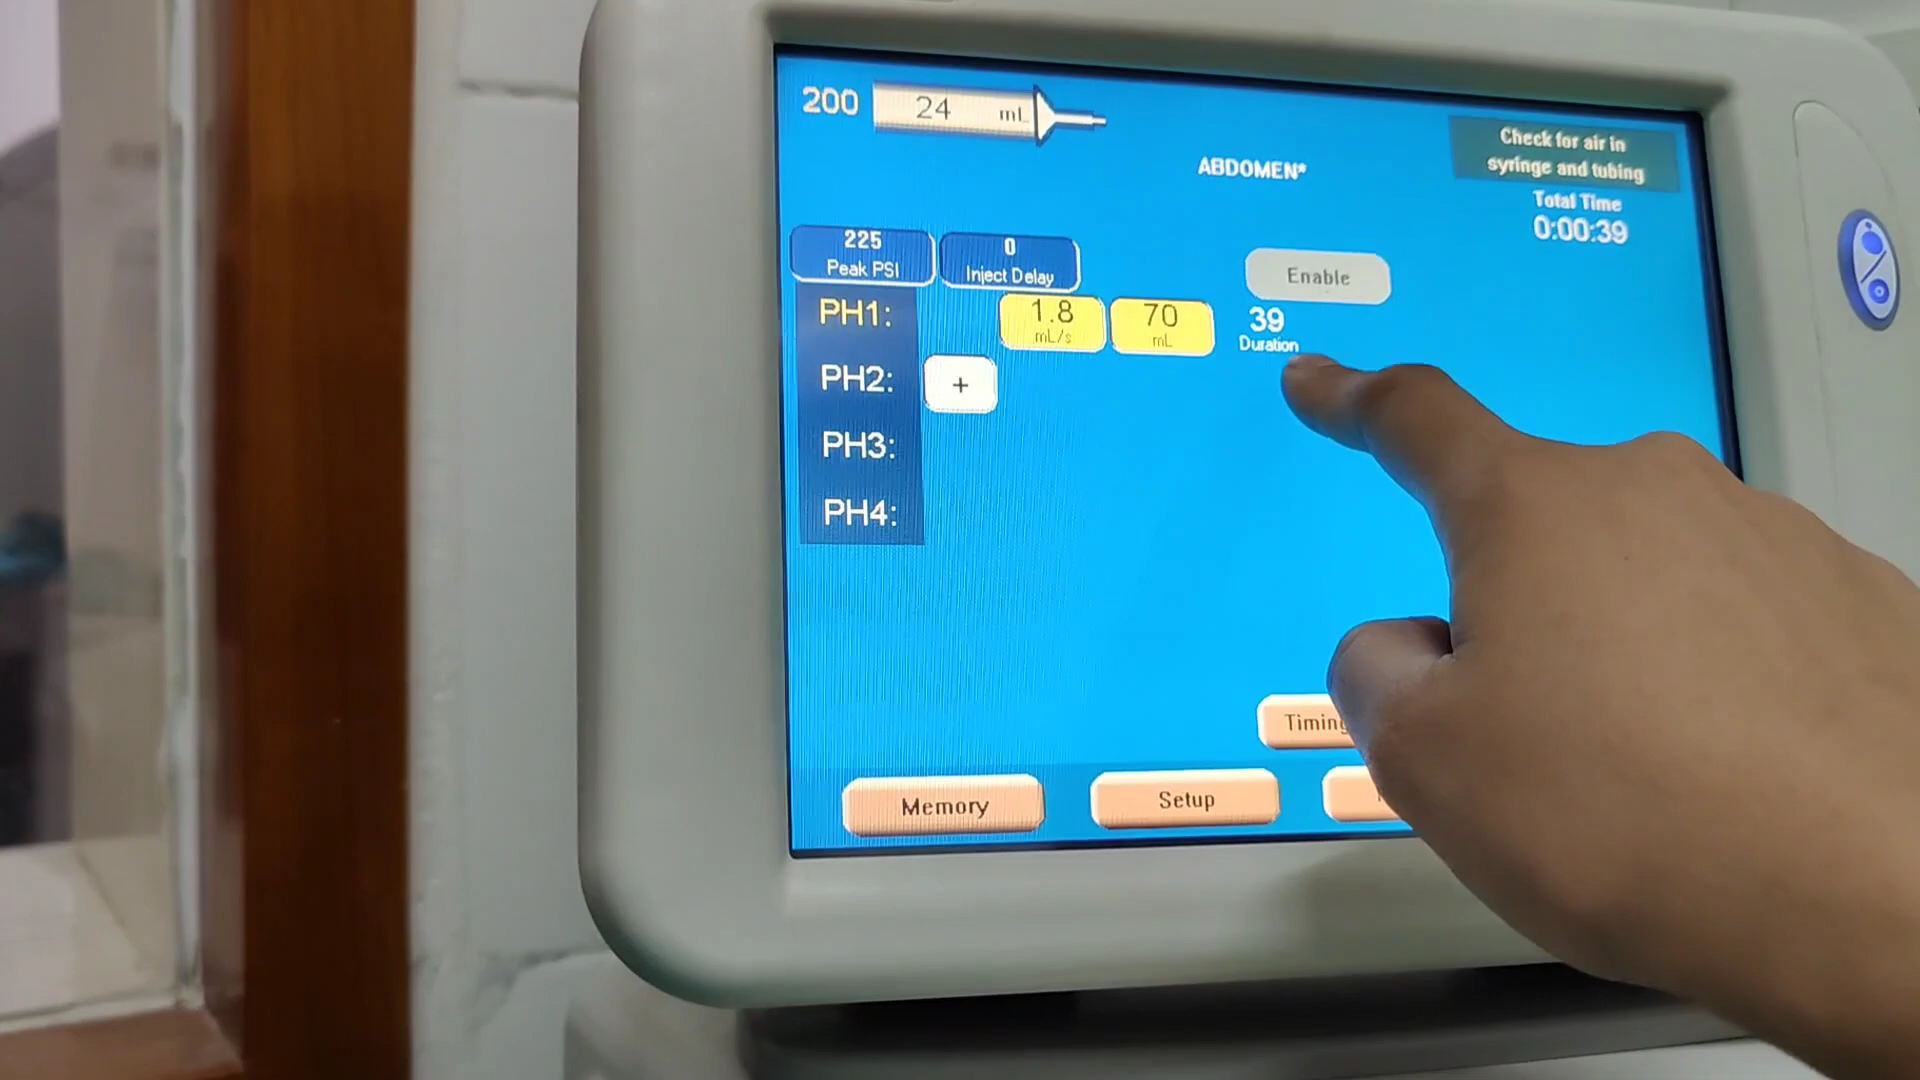 200 24 mL
Check for air in
syringe and tubing
ABDOMEN*
Total Time
0:00:39
225
Peak PSI
0
Inject Delay
Enable
PH1:
1.8
mL/s
70
mL
39
Duration
PH2:
+
PH3:
PH4:
Timing
Memory
Setup